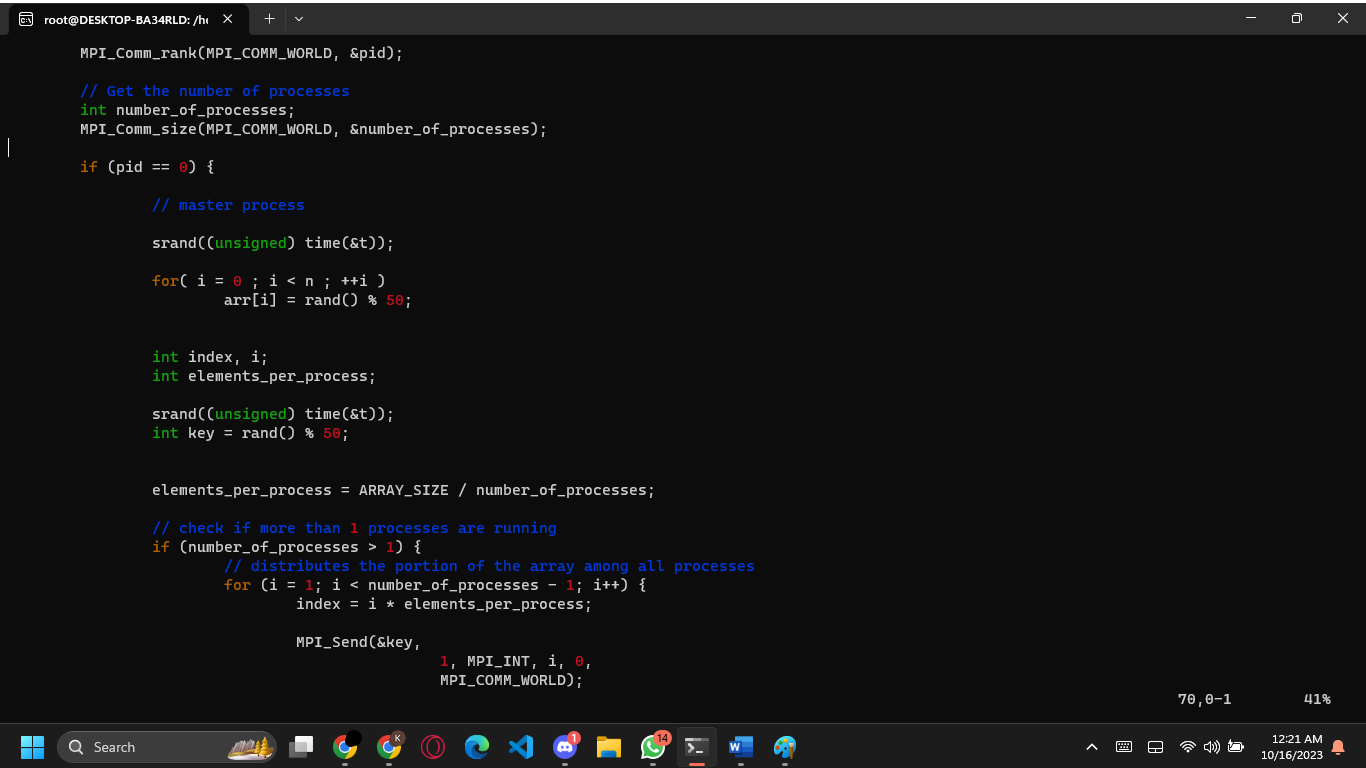 root@DESKTOP-BA34RLD: /ho
MPI_Comm_rank(MPI_COMM_WORLD, &pid);
// Get the number of processes
int number_of_processes;
MPI_Comm_size(MPI_COMM_WORLD, &number_of_processes);
if (pid == 0) {
// master process
srand((unsigned) time(&t));
for( i = 0 ; i < n ; ++i )
arr[i] = rand() % 50;
int index, i;
int elements_per_process;
srand((unsigned) time(&t));
int key = rand() % 50;
elements_per_process = ARRAY_SIZE / number_of_processes;
// check if more than 1 processes are running
if (number_of_processes > 1) {
// distributes the portion of the array among all processes
for (i = 1; i < number_of_processes - 1; i++) {
index = i * elements_per_process;
MPI_Send(&key,
1, MPI_INT, i, 0,
MPI_COMM_WORLD);
70,0-1 41%
Search
K
1
14
12:21 AM
10/16/2023